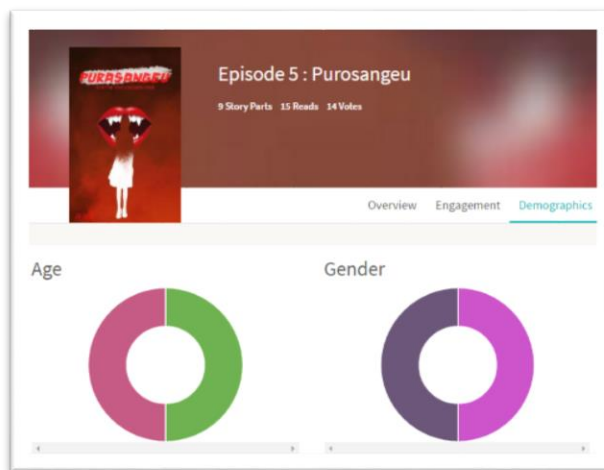 PURASANGEU
Episode 5 : Purosangeu
9 Story Parts 15 Reads 14 Votes
Overview Engagement Demographics
Age Gender